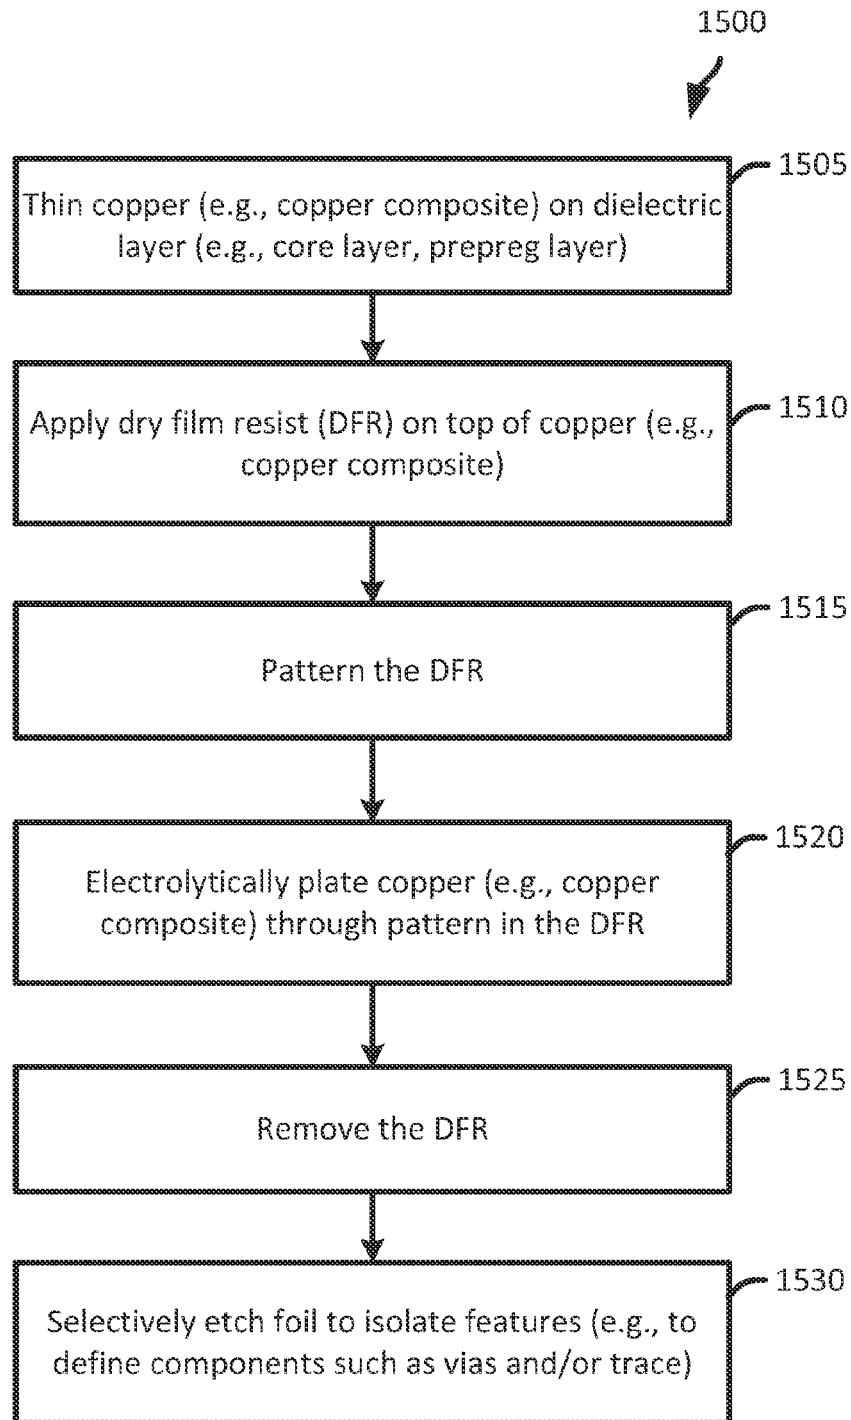 1500
1505
Thin copper (e.g., copper composite) on dielectric
layer (e.g., core layer, prepreg layer)
1510
Apply dry film resist (DFR) on top of copper (e.g.,
copper composite)
1515
Pattern the DFR
1520
Electrolytically plate copper (e.g., copper
composite) through pattern in the DFR
1525
Remove the DFR
1530
Selectively etch foil to isolate features (e.g., to
define components such as vias and/or trace)